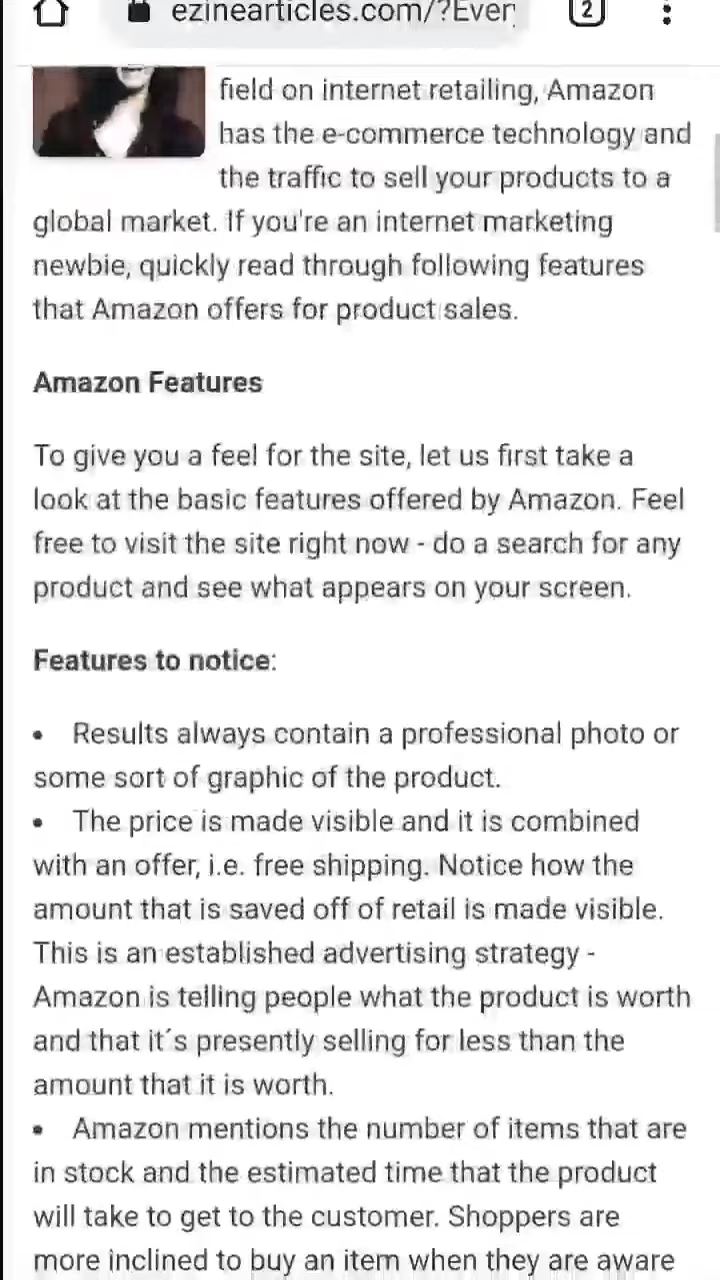 ezinearticles.com/?Ever
2
field on internet retailing, Amazon
has the e-commerce technology and
the traffic to sell your products to a
global market. If you're an internet marketing
newbie, quickly read through following features
that Amazon offers for product sales.
Amazon Features
To give you a feel for the site, let us first take a
look at the basic features offered by Amazon. Feel
free to visit the site right now - do a search for any
product and see what appears on your screen.
Features to notice:
• Results always contain a professional photo or
some sort of graphic of the product.
• The price is made visible and it is combined
with an offer, i.e. free shipping. Notice how the
amount that is saved off of retail is made visible.
This is an established advertising strategy -
Amazon is telling people what the product is worth
and that it´s presently selling for less than the
amount that it is worth.
• Amazon mentions the number of items that are
in stock and the estimated time that the product
will take to get to the customer. Shoppers are
more inclined to buy an item when they are aware